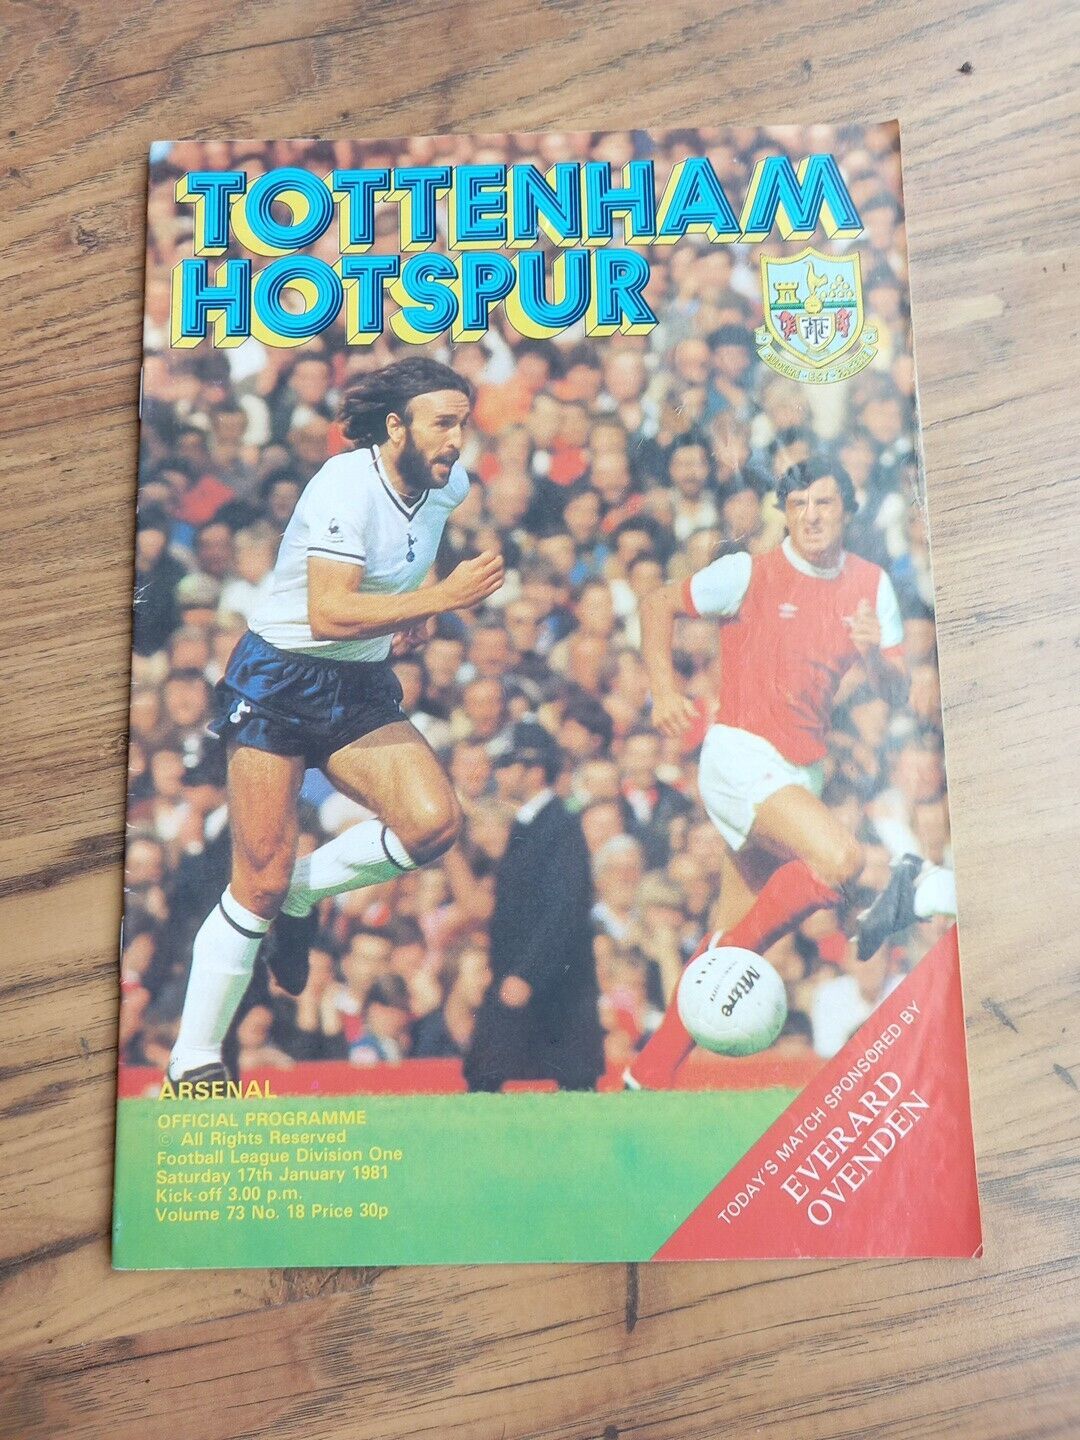 TOTTENHAM
HOTSPUR
ARSENAL
OFFICIAL PROGRAMME
© All Rights Reserved
Football League Division One
Saturday 17th January 1981
Kick-off 3.00 p.m.
Volume 73 No. 18 Price 30p
Mitre
TODAY'S MATCH SPONSORED BY
EVERARD
OVENDEN